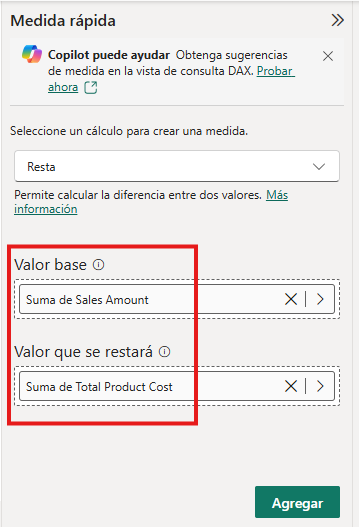 Medida rápida
Copilot puede ayudar Obtenga sugerencias
de medida en la vista de consulta DAX. Probar
ahora
Seleccione un cálculo para crear una medida.
Resta
Permite calcular la diferencia entre dos valores. Más
información
Valor base
Suma de Sales Amount
Valor que se restará
Suma de Total Product Cost
Agregar